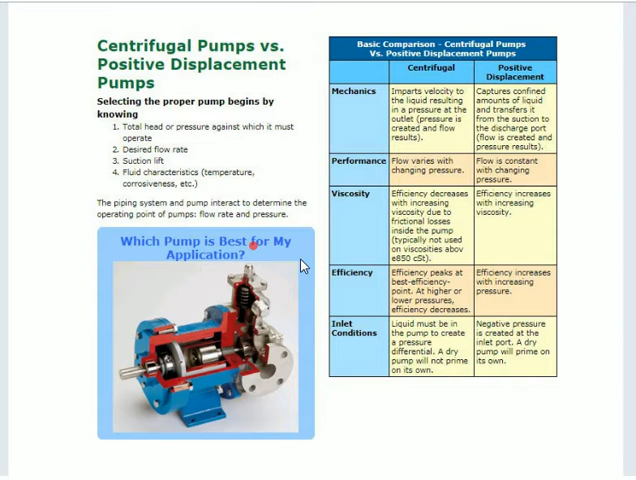 Centrifugal Pumps vs.
Positive Displacement
Pumps
Selecting the proper pump begins by
knowing
1. Total head or pressure against which it must
operate
2. Desired flow rate
3. Suction lift
4. Fluid characteristics (temperature,
corrosiveness, etc.)
The piping system and pump interact to determine the
operating point of pumps: flow rate and pressure.
Which Pump is Best for My
Application?
Basic Comparison - Centrifugal Pumps
Vs. Positive Displacement Pumps
Centrifugal
Positive
Displacement
Mechanics
Imparts velocity to
the liquid resulting
in a pressure at the
outlet (pressure is
created and flow
results).
Captures confined
amounts of liquid
and transfers it
from the suction to
the discharge port
(flow is created and
pressure results).
Performance
Flow varies with
changing pressure.
Flow is constant
with changing
pressure.
Viscosity
Efficiency decreases
with increasing
viscosity due to
frictional losses
inside the pump
(typically not used
on viscosities abov
e850 cSt).
Efficiency increases
with increasing
viscosity.
Efficiency
Efficiency peaks at
best-efficiency-
point. At higher or
lower pressures,
efficiency decreases.
Efficiency increases
with increasing
pressure.
Inlet
Conditions
Liquid must be in
the pump to create
a pressure
differential. A dry
pump will not prime
on its own.
Negative pressure
is created at the
inlet port. A dry
pump will prime on
its own.